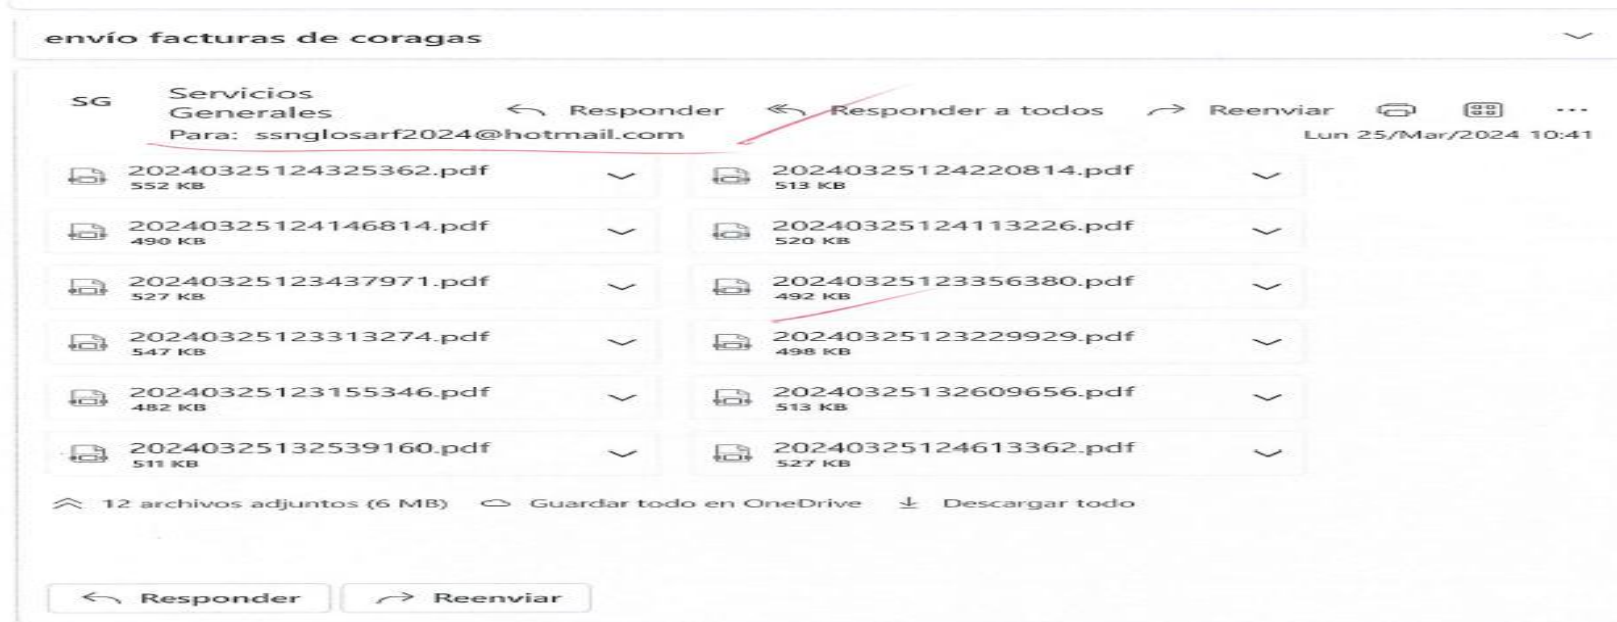 envío facturas de coragas
SG
Servicios
Generales
Responder
Responder a todos
Reenviar
...
Para: ssnglosarf2024@hotmail.com
Lun 25/Mar/2024 10:41
20240325124325362.pdf
552 KB
20240325124220814.pdf
513 KB
20240325124146814.pdf
490 KB
20240325124113226.pdf
520 KB
20240325123437971.pdf
527 KB
20240325123356380.pdf
492 KB
20240325123313274.pdf
547 KB
20240325123229929.pdf
498 KB
20240325123155346.pdf
482 KB
20240325132609656.pdf
513 KB
20240325132539160.pdf
511 KB
20240325124613362.pdf
527 KB
12 archivos adjuntos (6 MB)
Guardar todo en OneDrive
Descargar todo
Responder
Reenviar